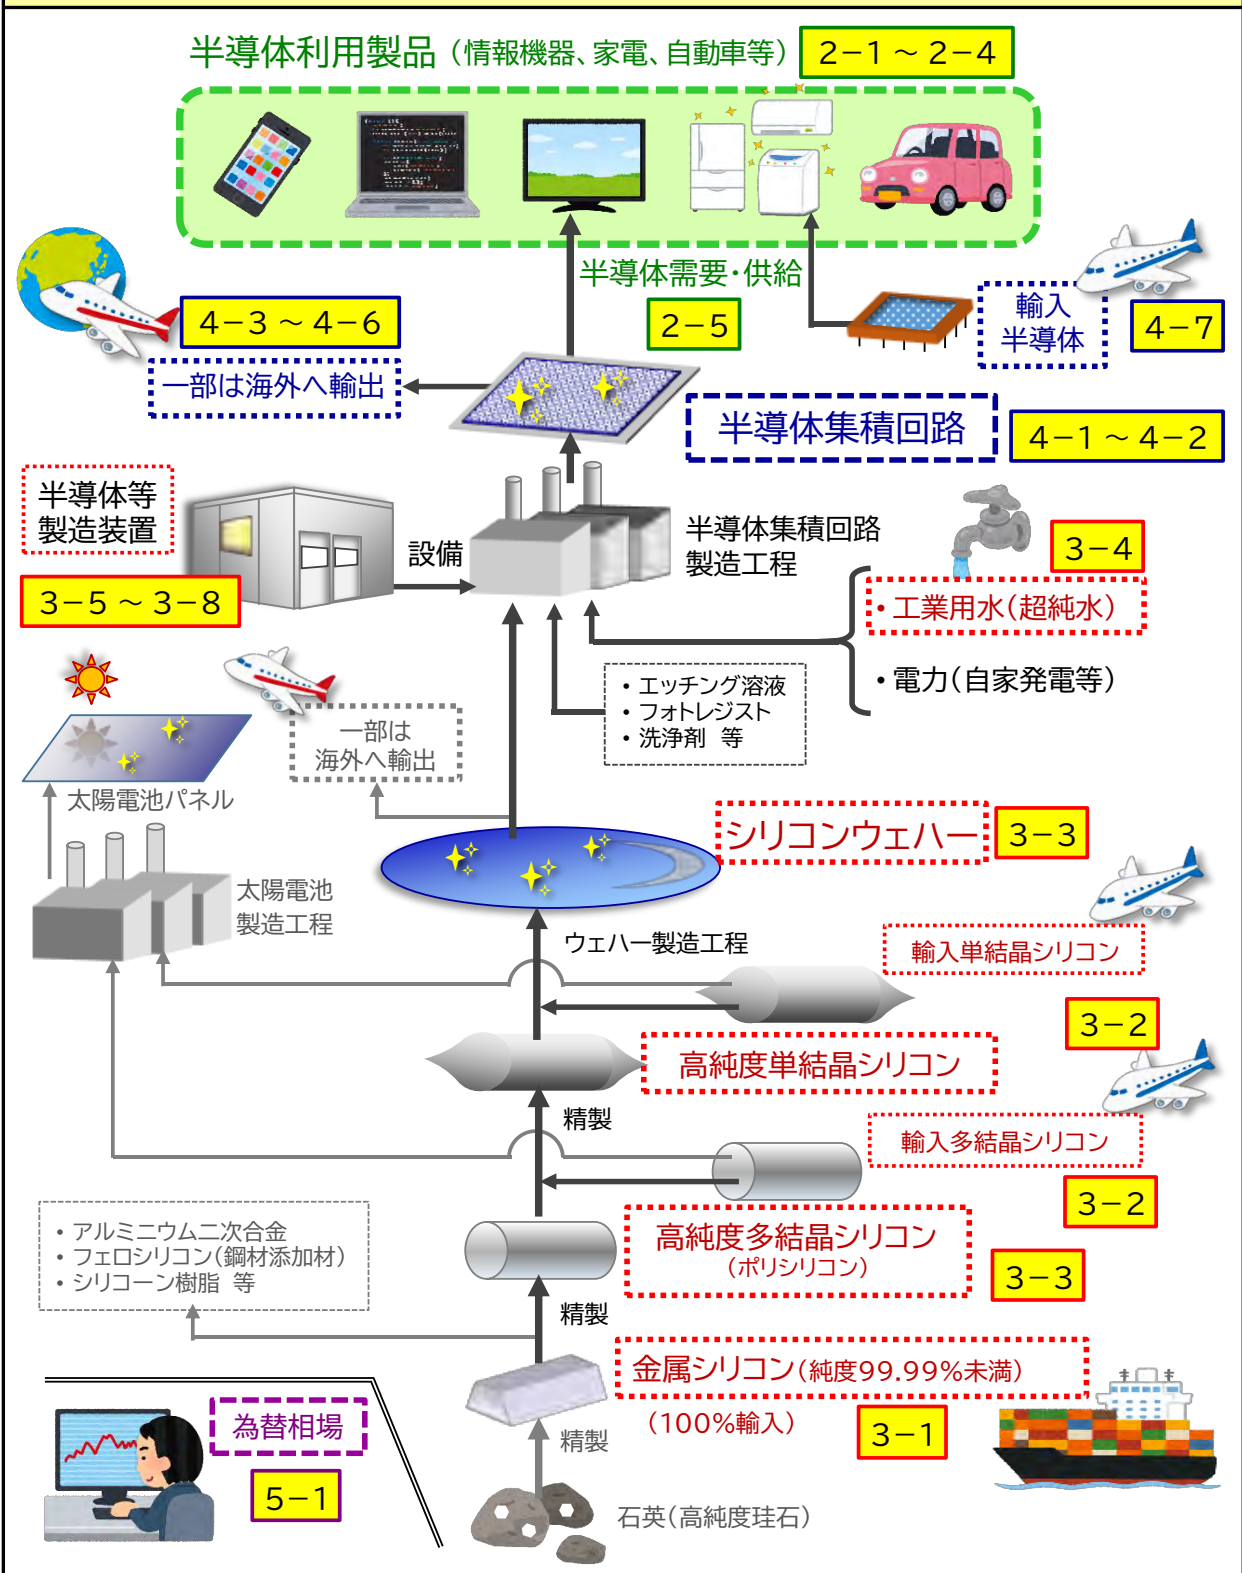 半導体利用製品（情報機器、家電、自動車等）
2－1～2－4
半導体需要・供給
2－5
4－3～4－6
一部は海外へ輸出
輸入
半導体
4－7
半導体集積回路
4－1～4－2
半導体等
製造装置
3－5～3－8
設備
半導体集積回路
製造工程
3－4
・工業用水（超純水）
・電力（自家発電等）
・エッチング溶液
・フォトレジスト
・洗浄剤 等
一部は
海外へ輸出
太陽電池パネル
シリコンウェハー
3－3
太陽電池
製造工程
ウェハー製造工程
輸入単結晶シリコン
3－2
高純度単結晶シリコン
精製
輸入多結晶シリコン
3－2
・アルミニウム二次合金
・フェロシリコン（鋼材添加材）
・シリコーン樹脂 等
高純度多結晶シリコン
（ポリシリコン）
3－3
精製
金属シリコン（純度99.99％未満）
（100％輸入）
3－1
為替相場
5－1
精製
石英（高純度珪石）